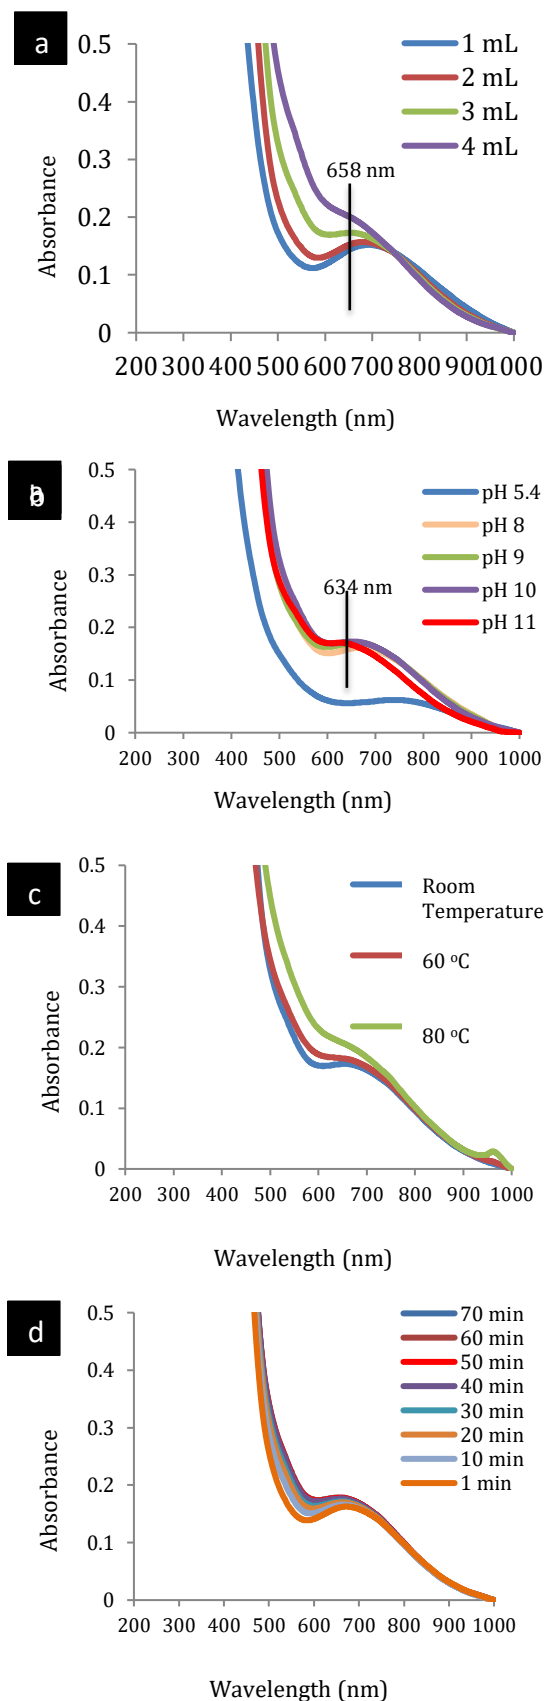 a
0.5
0.4
0.3
0.2
0.1
0
Absorbance
1 mL
2 mL
3 mL
4 mL
658 nm
200 300 400 500 600 700 800 900 1000
Wavelength (nm)
b
0.5
0.4
0.3
0.2
0.1
0
Absorbance
pH 5.4
pH 8
pH 9
pH 10
pH 11
634 nm
200 300 400 500 600 700 800 900 1000
Wavelength (nm)
c
0.5
0.4
0.3
0.2
0.1
0
Absorbance
Room
Temperature
60 °C
80 °C
200 300 400 500 600 700 800 900 1000
Wavelength (nm)
d
0.5
0.4
0.3
0.2
0.1
0
Absorbance
70 min
60 min
50 min
40 min
30 min
20 min
10 min
1 min
200 300 400 500 600 700 800 900 1000
Wavelength (nm)